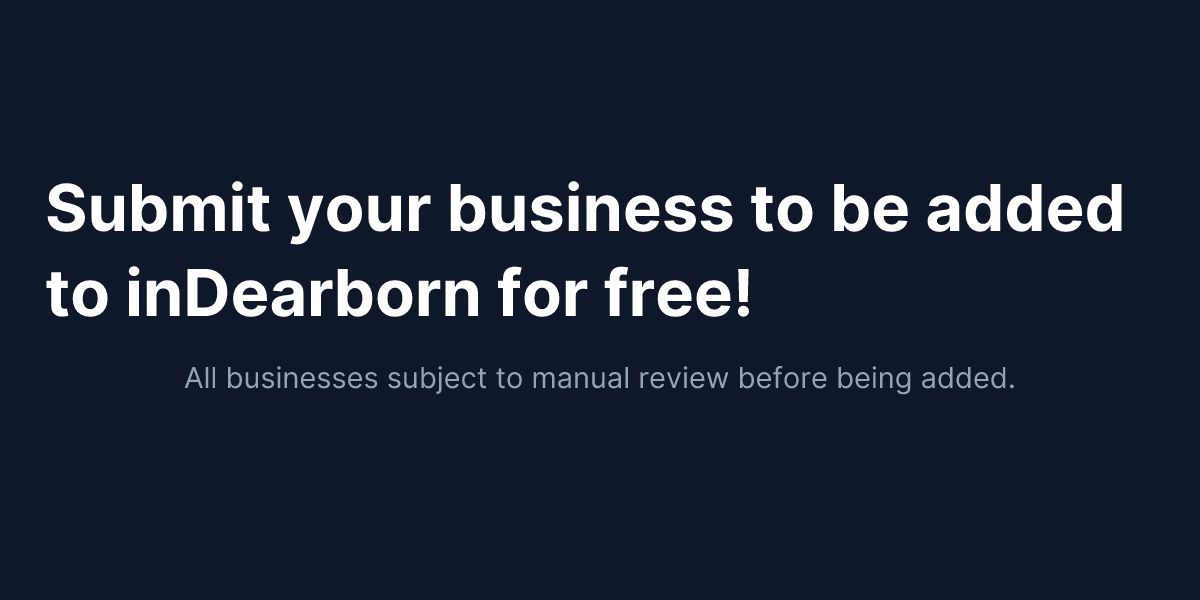 Submit your business to be added
to inDearborn for free!
All businesses subject to manual review before being added.